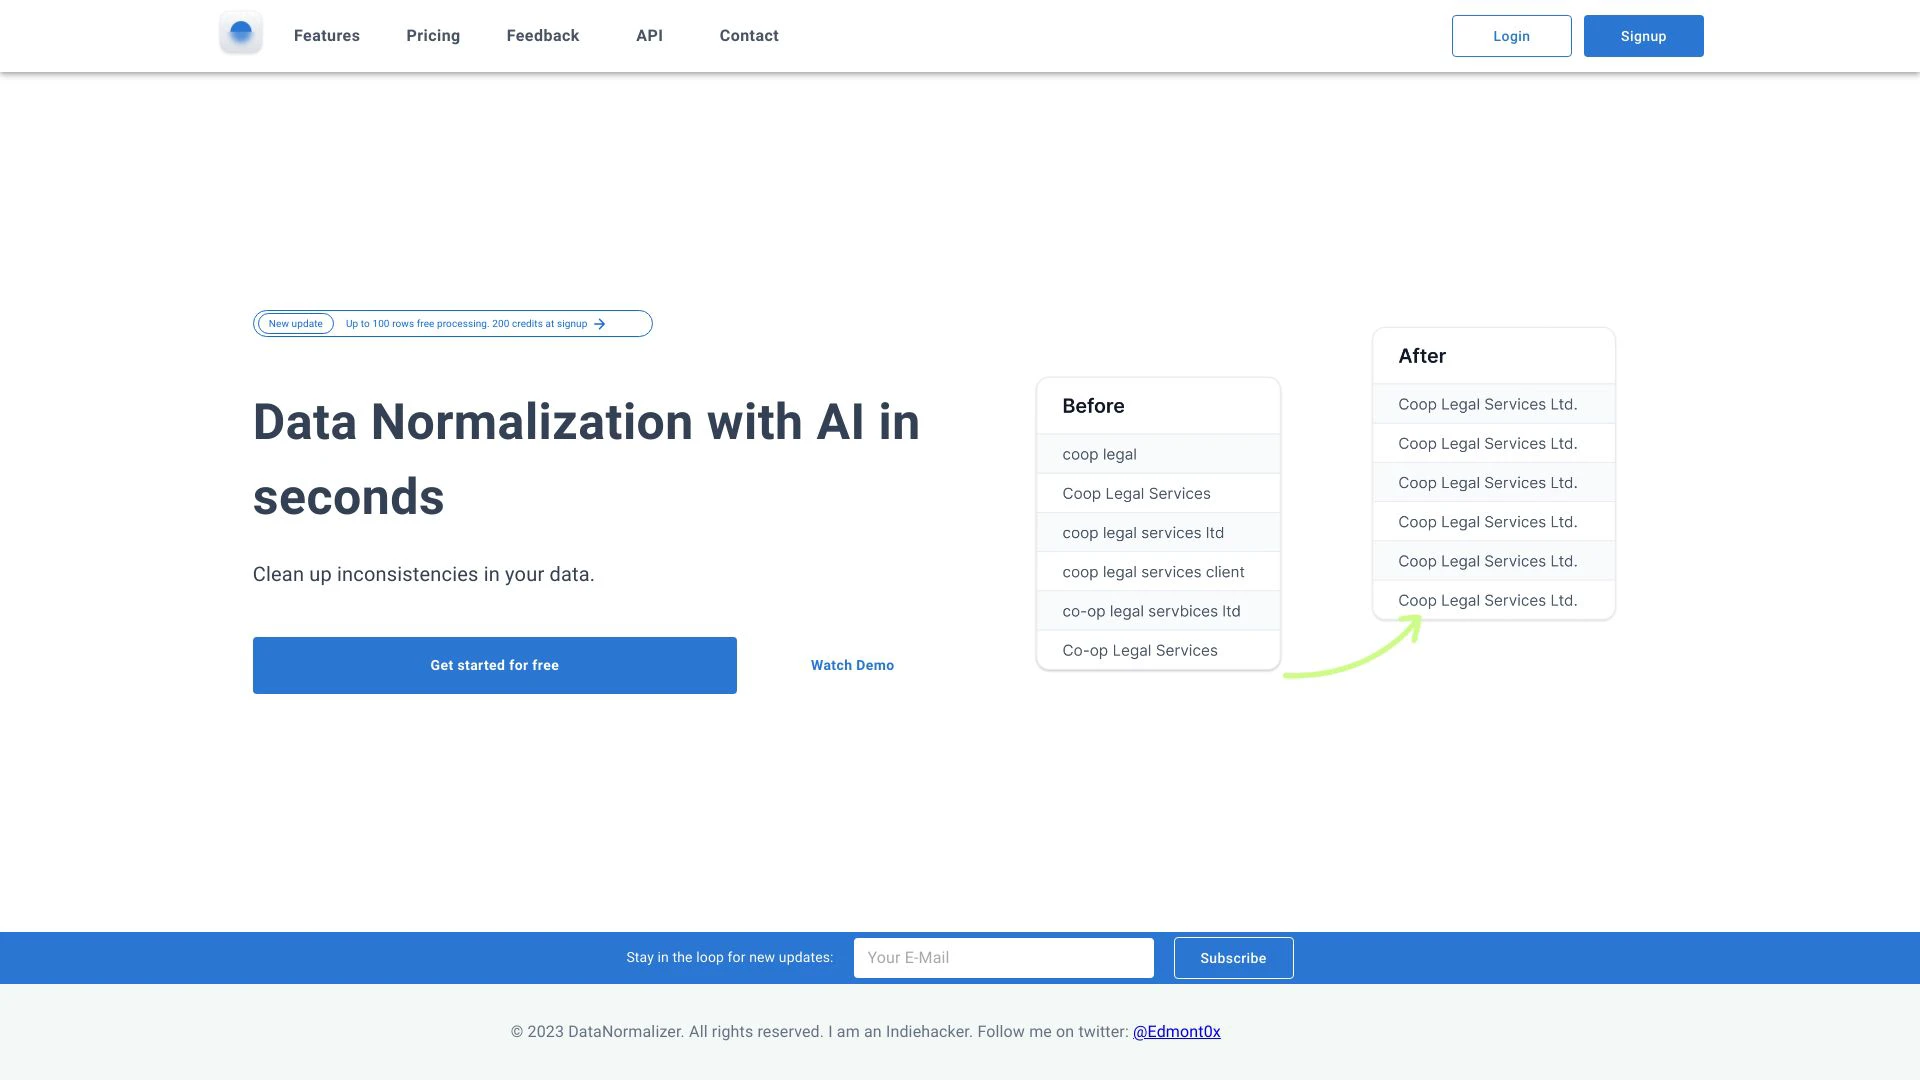 Features
Pricing
Feedback
API
Contact
Login
Signup
New update
Up to 100 rows free processing. 200 credits at signup
Data Normalization with AI in
seconds
Clean up inconsistencies in your data.
Get started for free
Watch Demo
Before
coop legal
Coop Legal Services
coop legal services ltd
coop legal services client
co-op legal servbices ltd
Co-op Legal Services
After
Coop Legal Services Ltd.
Coop Legal Services Ltd.
Coop Legal Services Ltd.
Coop Legal Services Ltd.
Coop Legal Services Ltd.
Coop Legal Services Ltd.
Stay in the loop for new updates:
Your E-Mail
Subscribe
© 2023 DataNormalizer. All rights reserved. I am an Indiehacker. Follow me on twitter: @Edmont0x